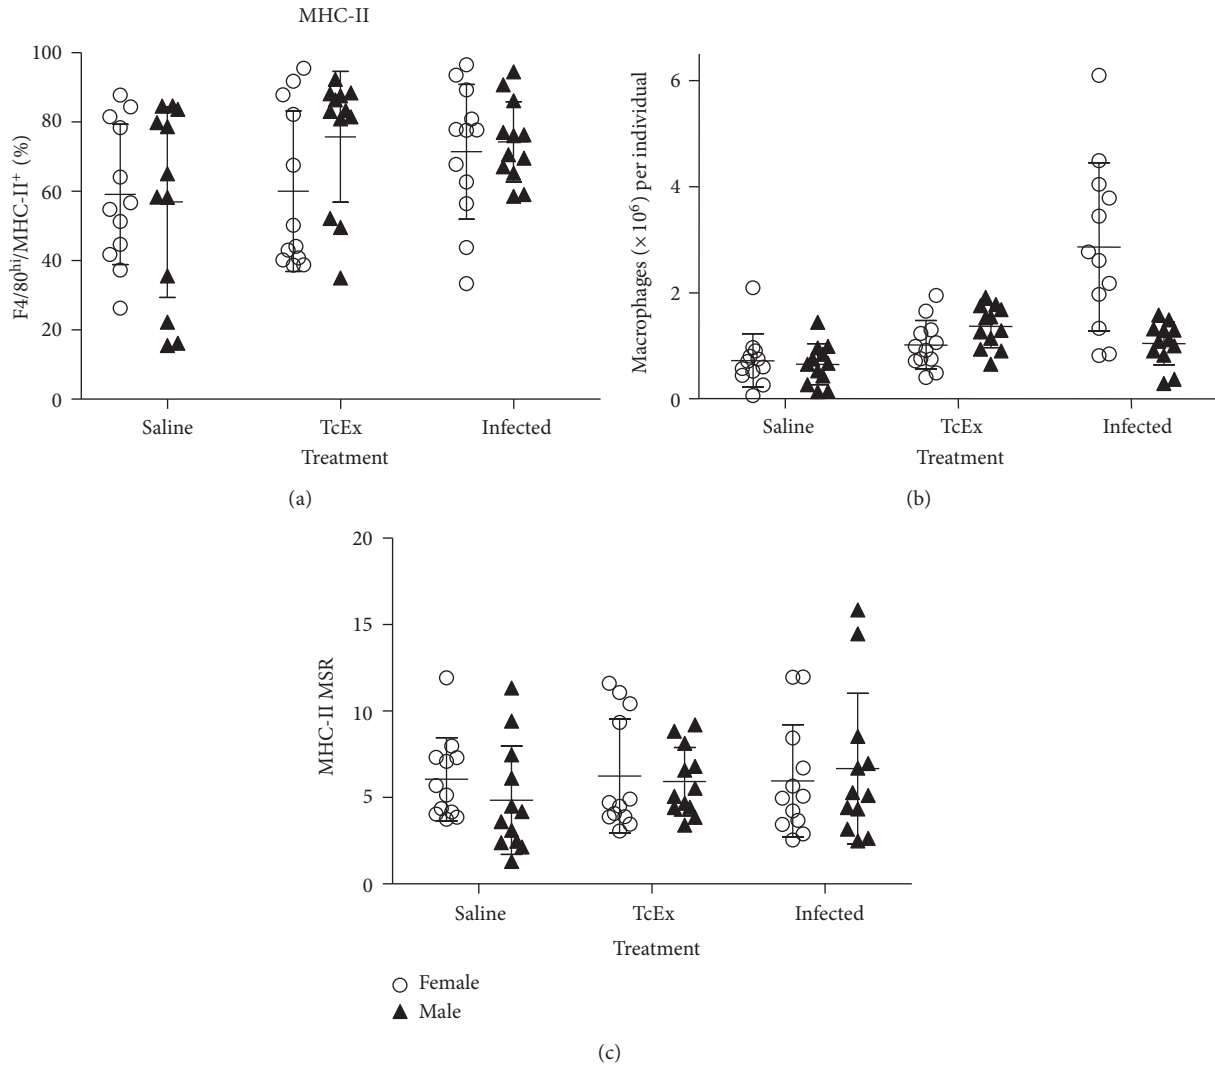 MHC-II
F4/80hi/MHC-II+ (%)
100
80
60
40
20
0
Saline TcEx Infected
Treatment
(a)
Macrophages (×10⁶) per individual
6
4
2
0
Saline TcEx Infected
Treatment
(b)
MHC-II MSR
20
15
10
5
0
Saline TcEx Infected
Treatment
Female
Male
(c)